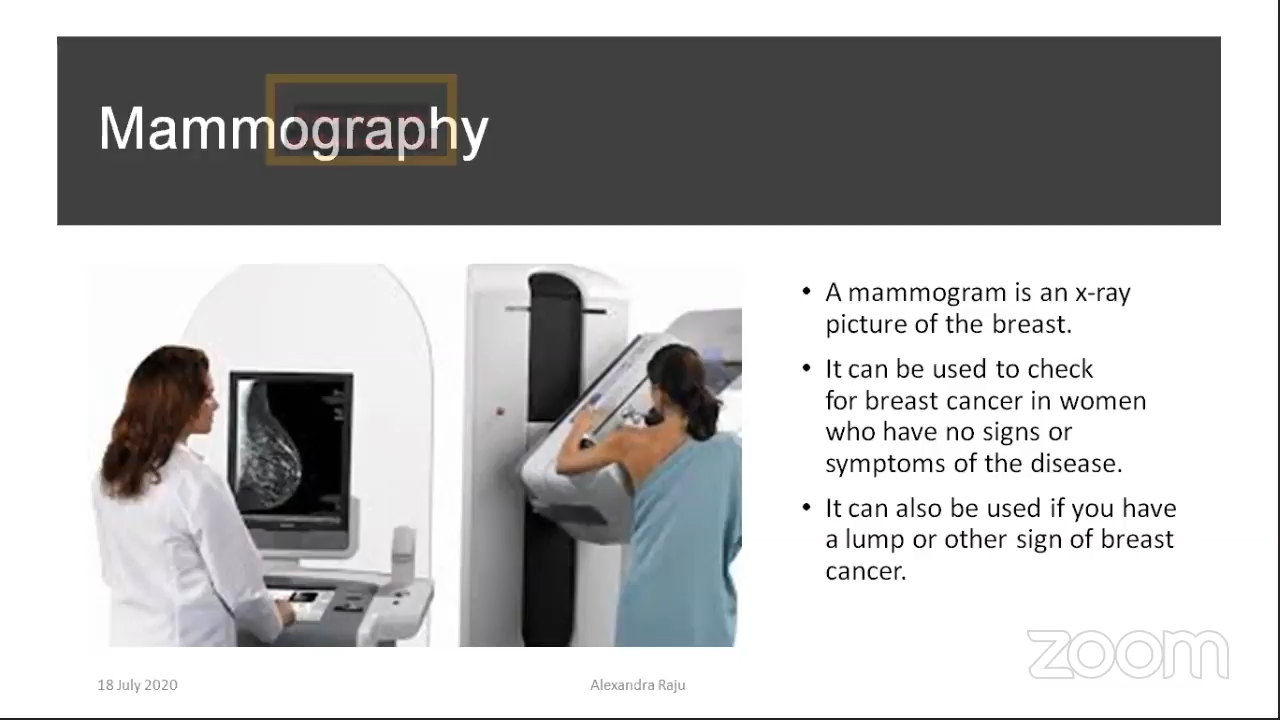 Mammography
• A mammogram is an x-ray
picture of the breast.
• It can be used to check
for breast cancer in women
who have no signs or
symptoms of the disease.
• It can also be used if you have
a lump or other sign of breast
cancer.
zoom
18 July 2020
Alexandra Raju